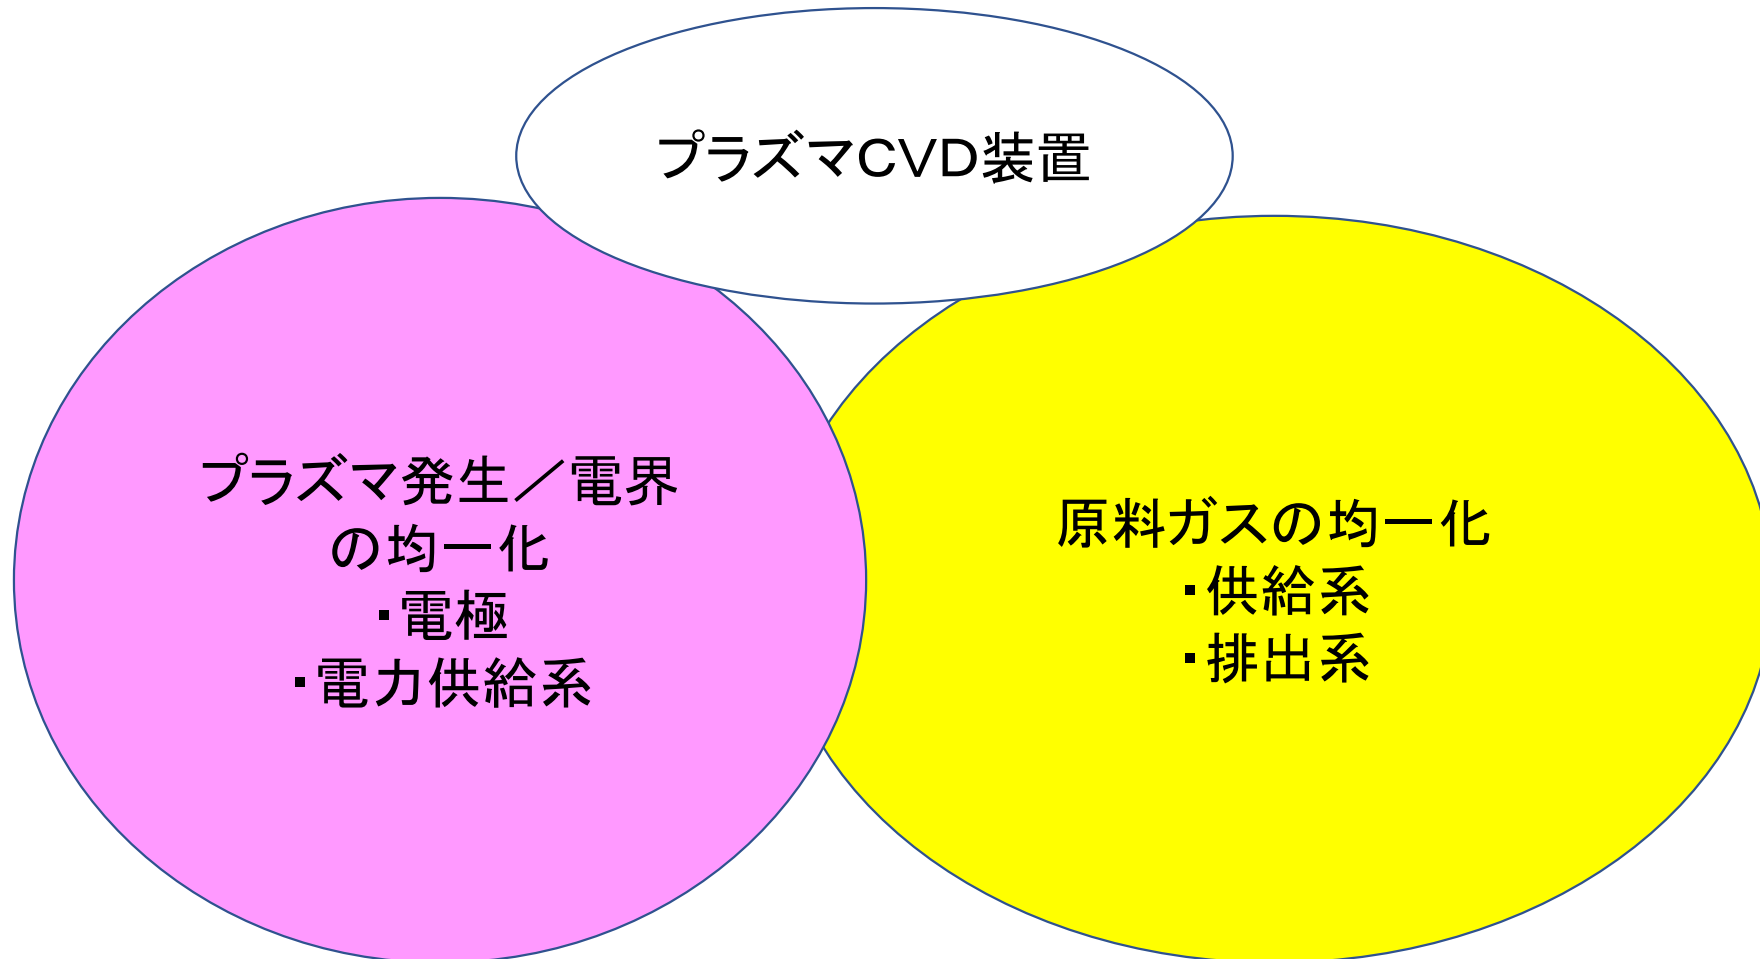 プラズマCVD装置
プラズマ発生／電界
の均一化
・電極
・電力供給系
原料ガスの均一化
・供給系
・排出系